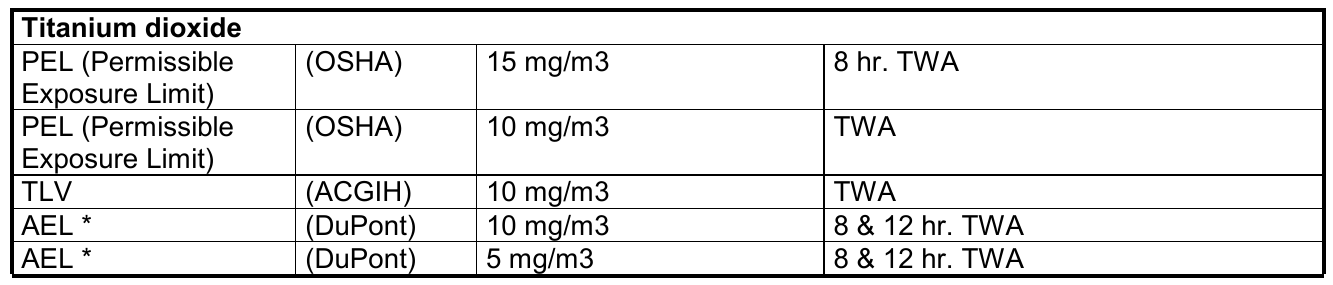 Titanium dioxide
PEL (Permissible Exposure Limit) (OSHA) 15 mg/m3 8 hr. TWA
PEL (Permissible Exposure Limit) (OSHA) 10 mg/m3 TWA
TLV (ACGIH) 10 mg/m3 TWA
AEL * (DuPont) 10 mg/m3 8 & 12 hr. TWA
AEL * (DuPont) 5 mg/m3 8 & 12 hr. TWA